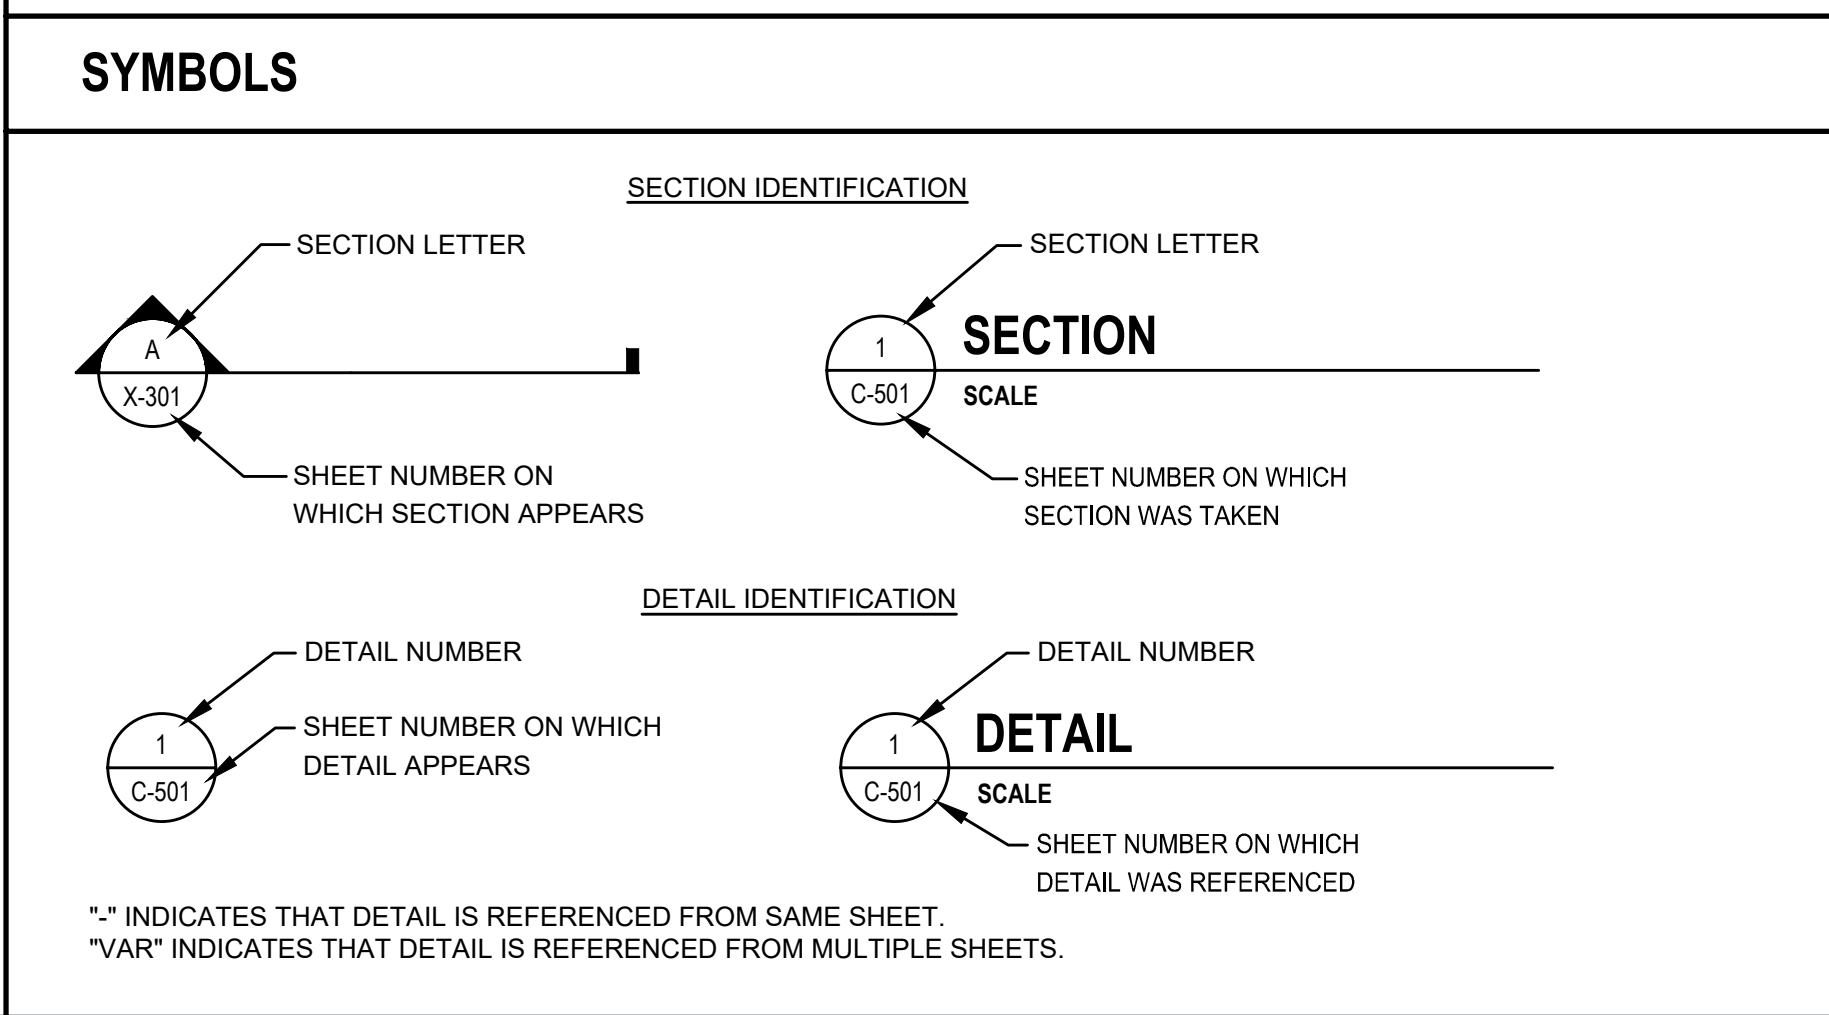 SYMBOLS
SECTION IDENTIFICATION
SECTION LETTER
A
X-301
SHEET NUMBER ON
WHICH SECTION APPEARS
SECTION LETTER
1
SECTION
C-501
SCALE
SHEET NUMBER ON WHICH
SECTION WAS TAKEN
DETAIL IDENTIFICATION
DETAIL NUMBER
1
C-501
SHEET NUMBER ON WHICH
DETAIL APPEARS
DETAIL NUMBER
1
DETAIL
C-501
SCALE
SHEET NUMBER ON WHICH
DETAIL WAS REFERENCED
"-" INDICATES THAT DETAIL IS REFERENCED FROM SAME SHEET.
"VAR" INDICATES THAT DETAIL IS REFERENCED FROM MULTIPLE SHEETS.